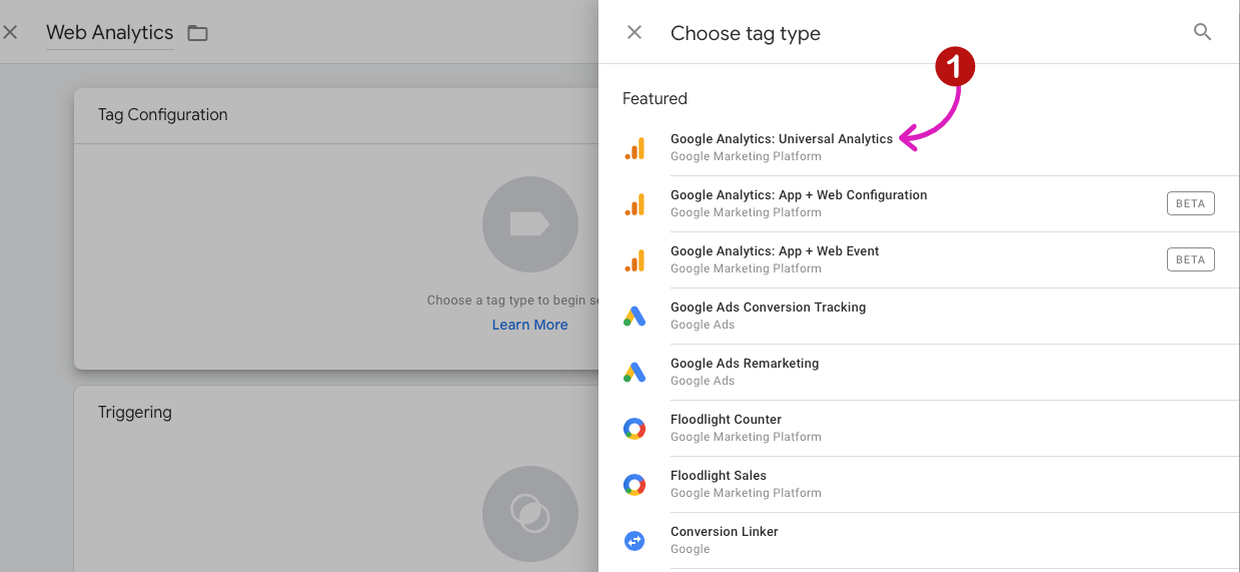 Web Analytics
Tag Configuration
Choose a tag type to begin se
Learn More
Triggering
Choose tag type
1
Featured
Google Analytics: Universal Analytics
Google Marketing Platform
Google Analytics: App + Web Configuration
Google Marketing Platform
BETA
Google Analytics: App + Web Event
Google Marketing Platform
BETA
Google Ads Conversion Tracking
Google Ads
Google Ads Remarketing
Google Ads
Floodlight Counter
Google Marketing Platform
Floodlight Sales
Google Marketing Platform
Conversion Linker
Google